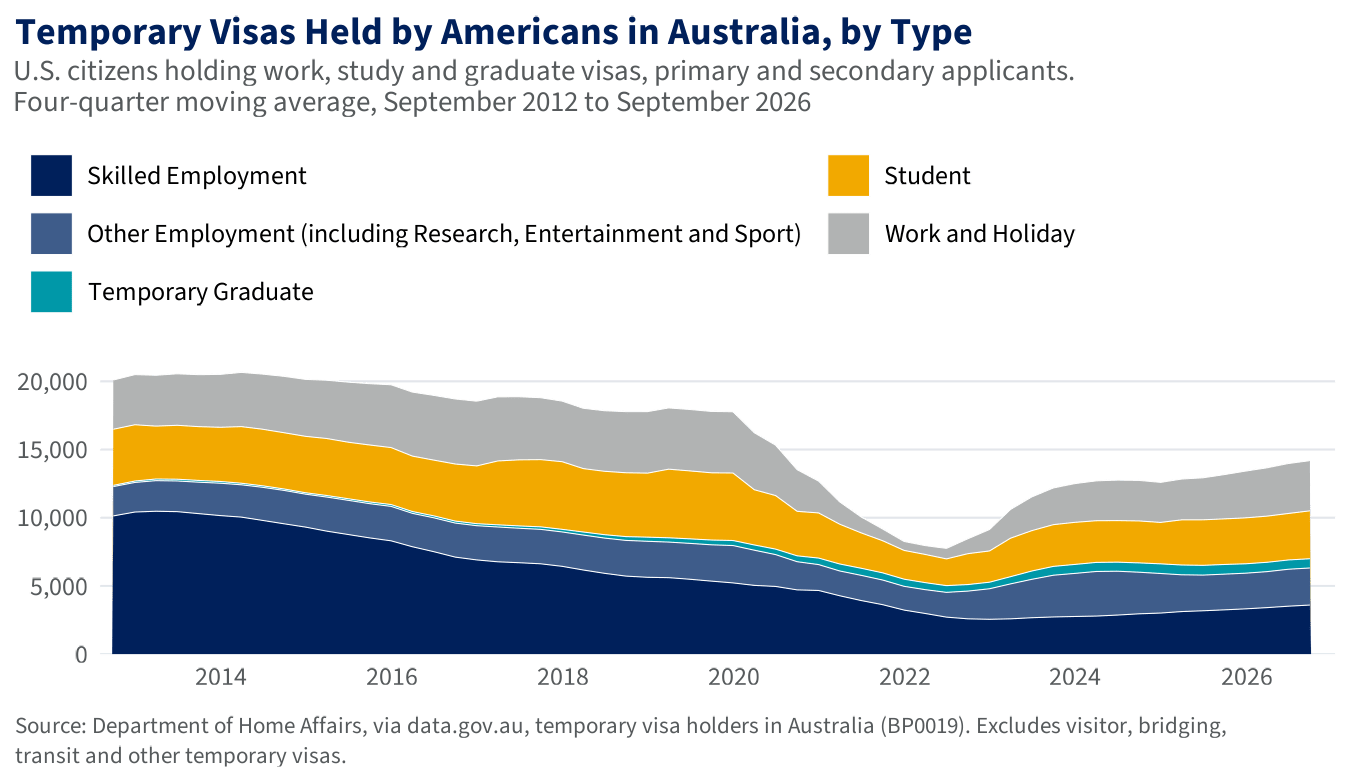 Temporary Visas Held by Americans in Australia, by Type
U.S. citizens holding work, study and graduate visas, primary and secondary applicants.
Four-quarter moving average, September 2012 to September 2026
Skilled Employment
Student
Other Employment (including Research, Entertainment and Sport)
Work and Holiday
Temporary Graduate
20,000
15,000
10,000
5,000
0
2014 2016 2018 2020 2022 2024 2026
Source: Department of Home Affairs, via data.gov.au, temporary visa holders in Australia (BP0019). Excludes visitor, bridging,
transit and other temporary visas.